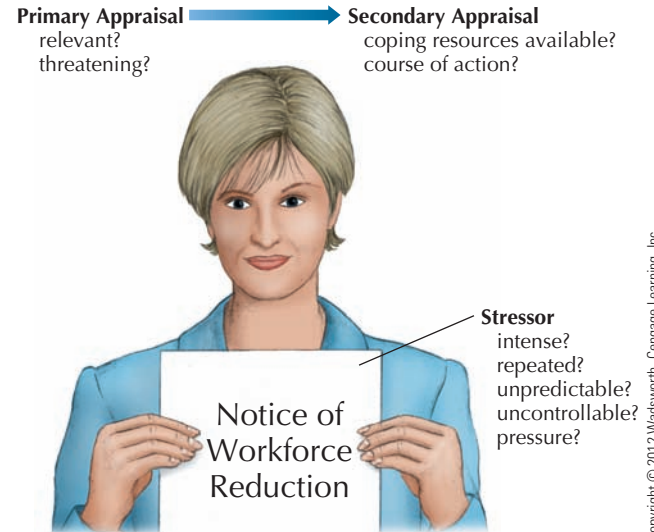 Primary Appraisal
relevant?
threatening?
Secondary Appraisal
coping resources available?
course of action?
Stressor
intense?
repeated?
unpredictable?
uncontrollable?
pressure?
Notice of
Workforce
Reduction
Copyright © 2012 Wadsworth, Cengage Learning, Inc.